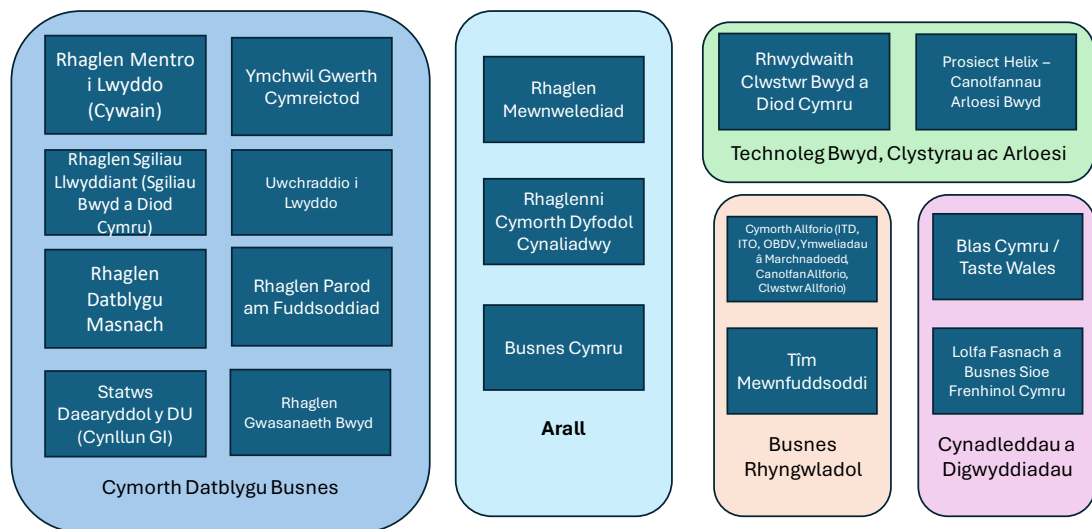 Rhaglen Mentro
i Lwyddo
(Cywain)
Ymchwil Gwerth
Cymreictod
Rhaglen Sgiliau
Llwyddiant (Sgiliau
Bwyd a Diod
Cymru)
Uwchraddio i
Lwyddo
Rhaglen
Datblygu
Masnach
Rhaglen Parod
am Fuddsoddiad
Statws
Daearyddol y DU
(Cynllun GI)
Rhaglen
Gwasanaeth Bwyd
Cymorth Datblygu Busnes
Rhaglen
Mewnwelediad
Rhaglenni
Cymorth Dyfodol
Cynaliadwy
Busnes Cymru
Arall
Rhwydwaith
Clwstwr Bwyd a
Diod Cymru
Prosiect Helix –
Canolfannau
Arloesi Bwyd
Technoleg Bwyd, Clystyrau ac Arloesi
Cymorth Allforio (ITD,
ITO, OBDV, Ymweliadau
â Marchnadoedd,
Canolfan Allforio,
Clwstwr Allforio)
Tîm
Mewnfuddsoddi
Busnes
Rhyngwladol
Blas Cymru /
Taste Wales
Lolfa Fasnach a
Busnes Sioe
Frenhinol Cymru
Cynadleddau a
Digwyddiadau